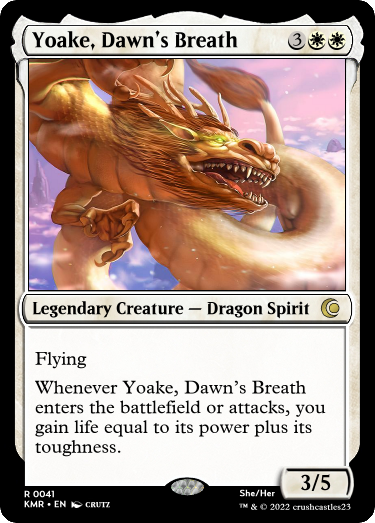 Yoake, Dawn's Breath 3
Legendary Creature — Dragon Spirit
Flying
Whenever Yoake, Dawn's Breath
enters the battlefield or attacks, you
gain life equal to its power plus its
toughness.
3/5
R 0041
KMR • EN CRUTZ
She/Her
™ & © 2022 crushcastles23